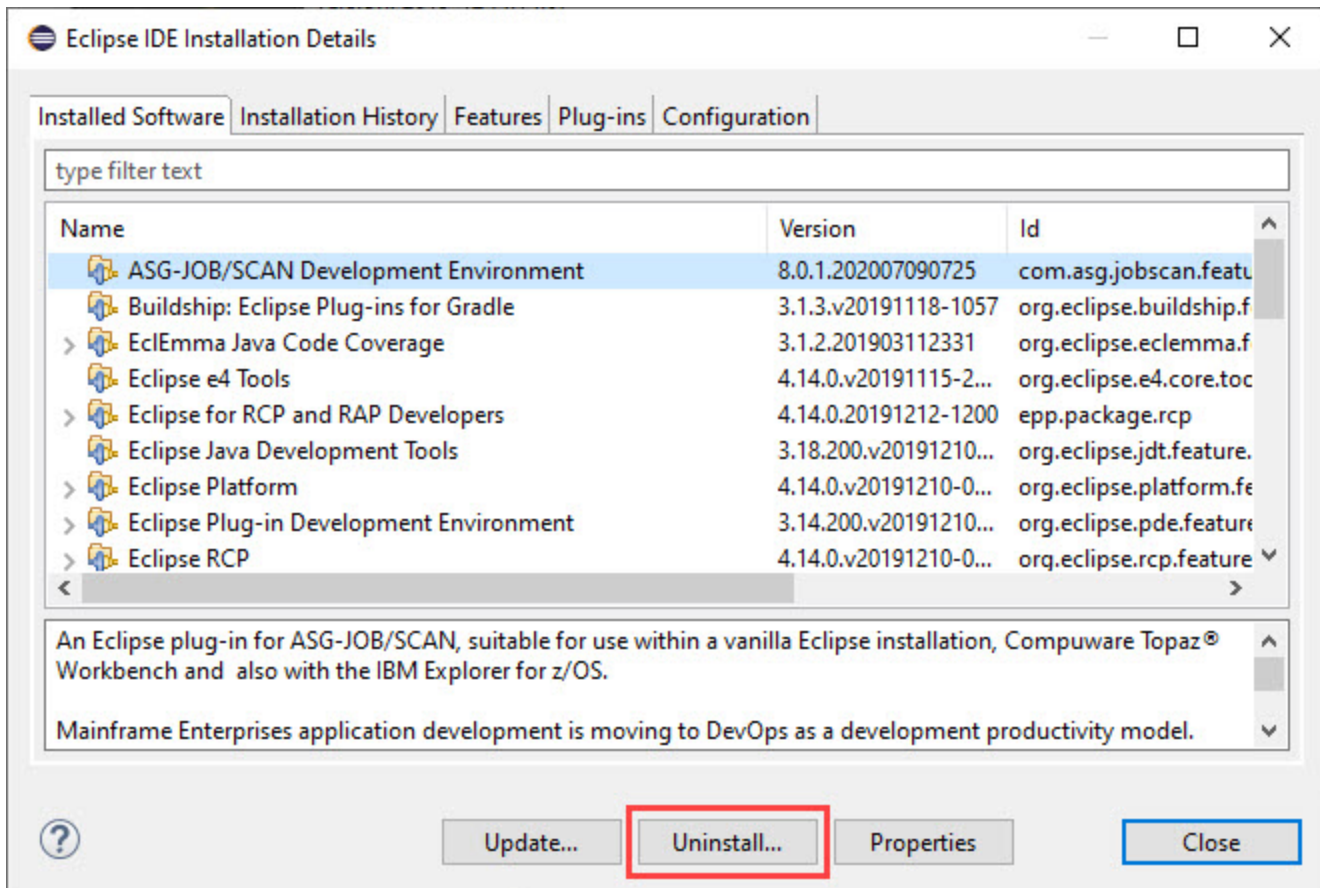 Eclipse IDE Installation Details
Installed Software Installation History Features Plug-ins Configuration
type filter text
Name Version Id
ASG-JOB/SCAN Development Environment 8.0.1.202007090725 com.asg.jobscan.featu
Buildship: Eclipse Plug-ins for Gradle 3.1.3.v20191118-1057 org.eclipse.buildship.f
EclEmma Java Code Coverage 3.1.2.201903112331 org.eclipse.eclemma.f
Eclipse e4 Tools 4.14.0.v20191115-2... org.eclipse.e4.core.toc
Eclipse for RCP and RAP Developers 4.14.0.20191212-1200 epp.package.rcp
Eclipse Java Development Tools 3.18.200.v20191210... org.eclipse.jdt.feature.
Eclipse Platform 4.14.0.v20191210-0... org.eclipse.platform.fe
Eclipse Plug-in Development Environment 3.14.200.v20191210... org.eclipse.pde.feature
Eclipse RCP 4.14.0.v20191210-0... org.eclipse.rcp.feature
An Eclipse plug-in for ASG-JOB/SCAN, suitable for use within a vanilla Eclipse installation, Compuware Topaz®
Workbench and also with the IBM Explorer for z/OS.
Mainframe Enterprises application development is moving to DevOps as a development productivity model.
? Update... Uninstall... Properties Close